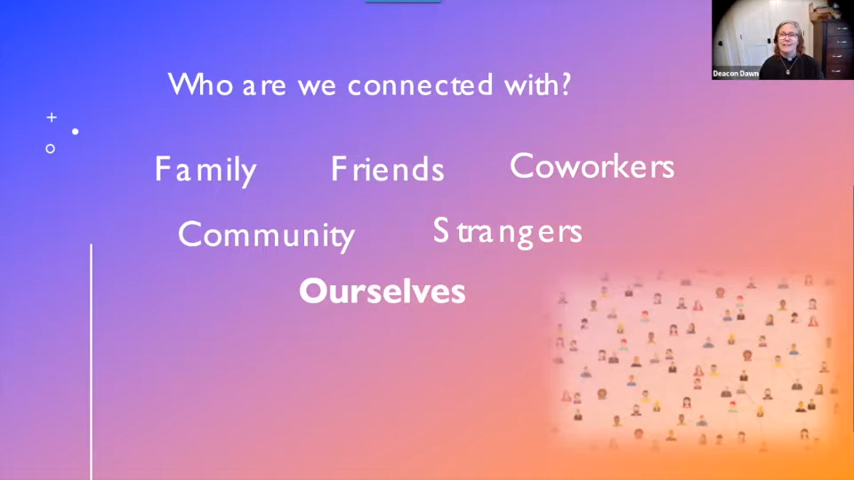 Deacon Dawn
Who are we connected with?
Family Friends Coworkers
Community Strangers
Ourselves